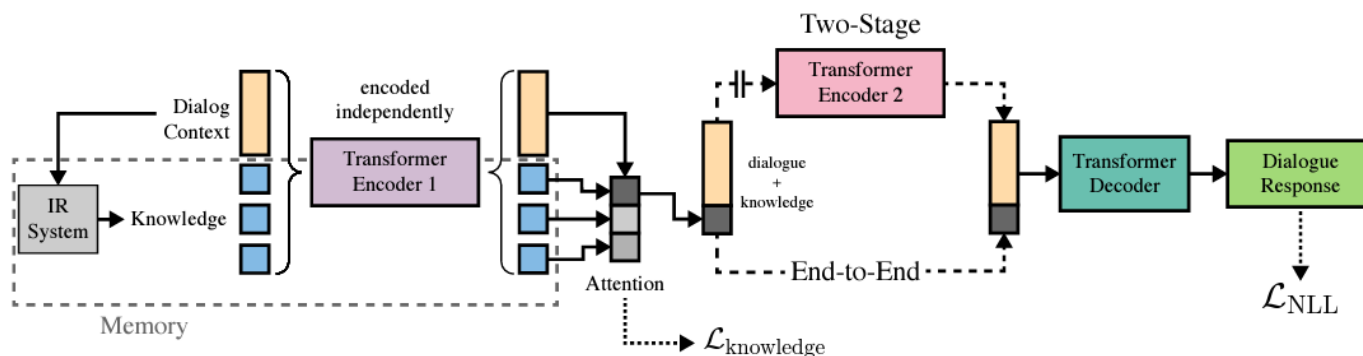 Two-Stage
Dialog
Context
encoded
independently
Transformer
Encoder 1
Transformer
Encoder 2
IR
System
Knowledge
dialogue
+
knowledge
Transformer
Decoder
Dialogue
Response
Attention
End-to-End
Memory
ℒknowledge
ℒNLL